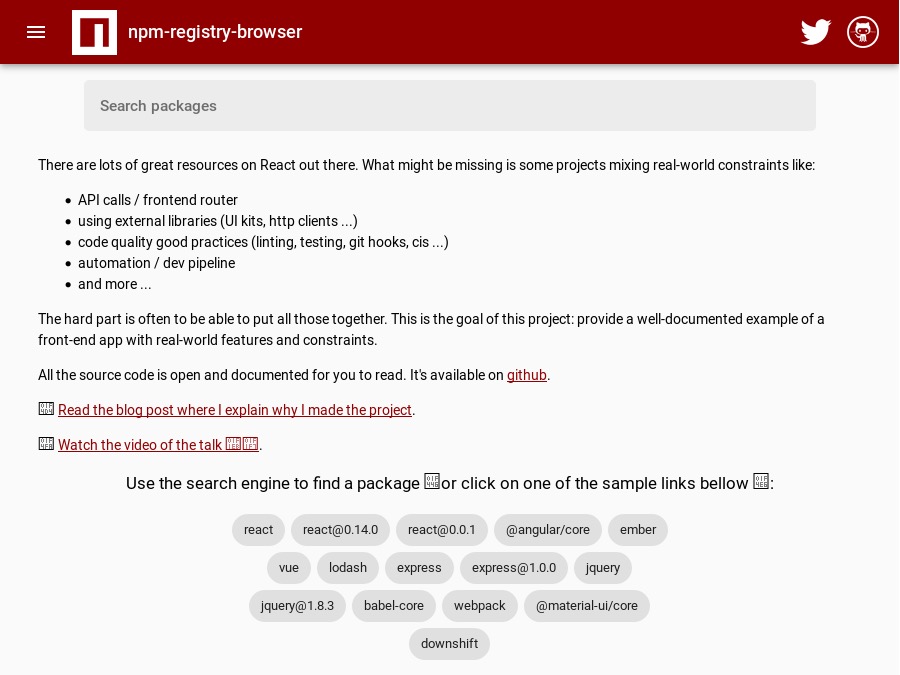 npm-registry-browser
Search packages
There are lots of great resources on React out there. What might be missing is some projects mixing real-world constraints like:
• API calls / frontend router
• using external libraries (UI kits, http clients ...)
• code quality good practices (linting, testing, git hooks, cis ...)
• automation / dev pipeline
• and more ...
The hard part is often to be able to put all those together. This is the goal of this project: provide a well-documented example of a
front-end app with real-world features and constraints.
All the source code is open and documented for you to read. It's available on github.
Read the blog post where I explain why I made the project.
Watch the video of the talk .
Use the search engine to find a package or click on one of the sample links bellow :
react react@0.14.0 react@0.0.1 @angular/core ember
vue lodash express express@1.0.0 jquery
jquery@1.8.3 babel-core webpack @material-ui/core
downshift